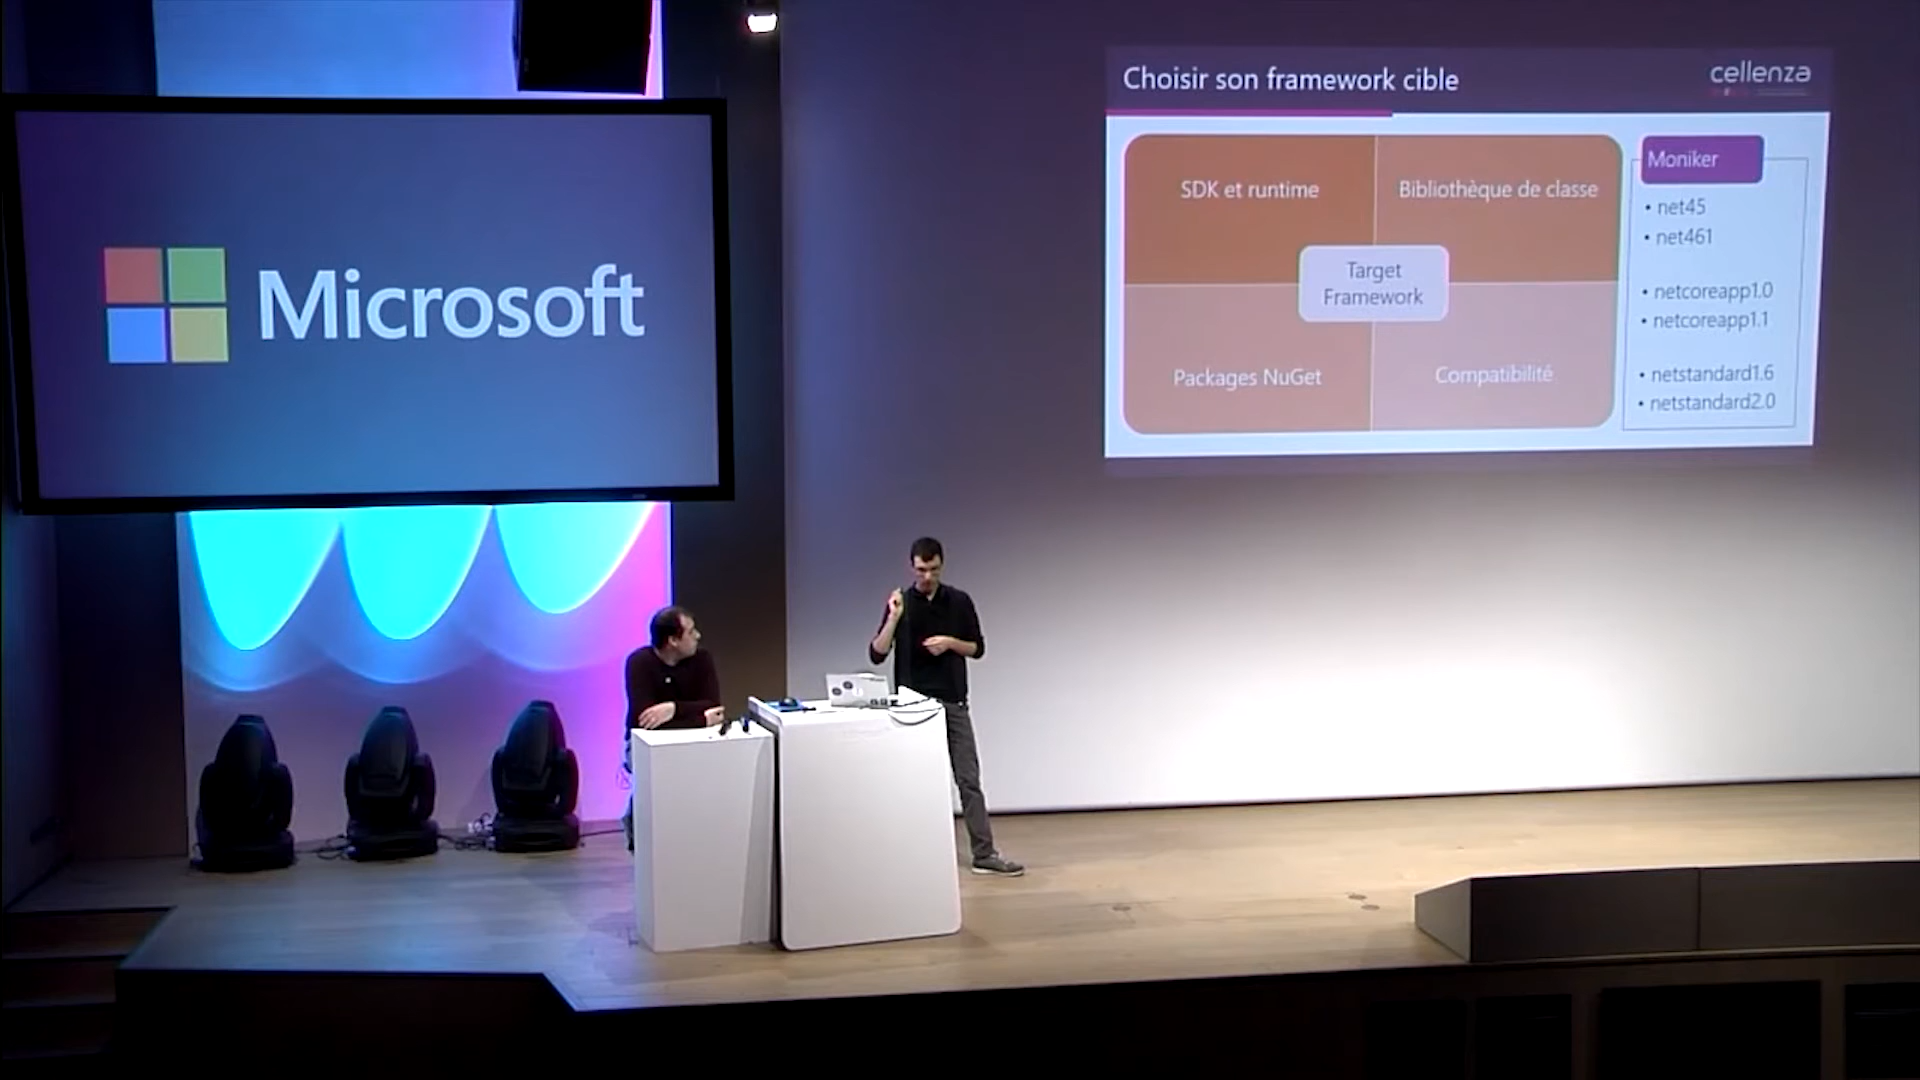 Microsoft
Choisir son framework cible
cellenza
SDK et runtime
Bibliothèque de classe
Target
Framework
Packages NuGet
Compatibilité
Moniker
• net45
• net461
• netcoreapp1.0
• netcoreapp1.1
• netstandard1.6
• netstandard2.0